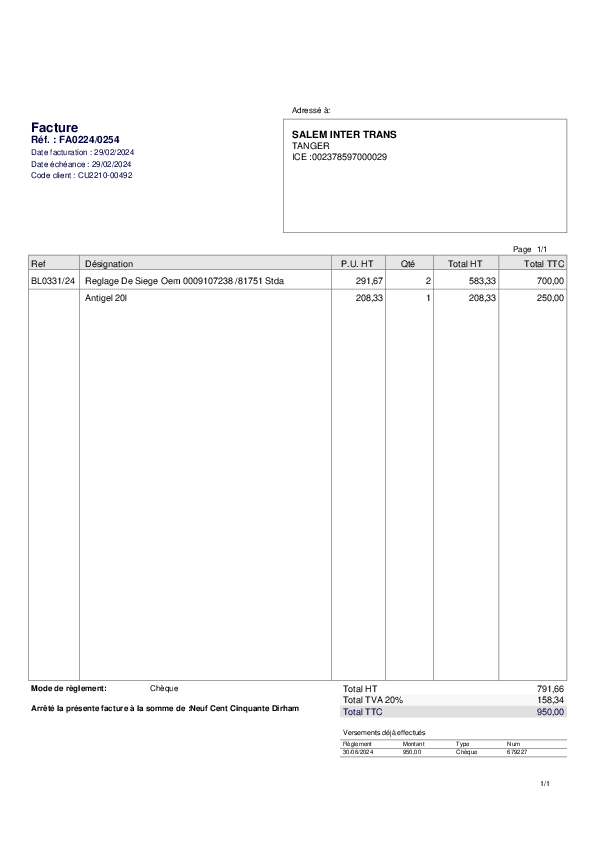 Adressé à:
Facture
Réf. : FA0224/0254
Date facturation : 29/02/2024
Date échéance : 29/02/2024
Code client : CU2210-00492
SALEM INTER TRANS
TANGER
ICE :002378597000029
Page 1/1
Ref Désignation P.U. HT Qté Total HT Total TTC
BL0331/24 Reglage De Siege Oem 0009107238 /81751 Stda 291,67 2 583,33 700,00
Antigel 20l 208,33 1 208,33 250,00
Mode de règlement: Chèque
Arrêté la présente facture à la somme de :Neuf Cent Cinquante Dirham
Total HT 791,66
Total TVA 20% 158,34
Total TTC 950,00
Versements déjà effectués
Règlement Montant Type Num
30/06/2024 950,00 Chèque 679227
1/1